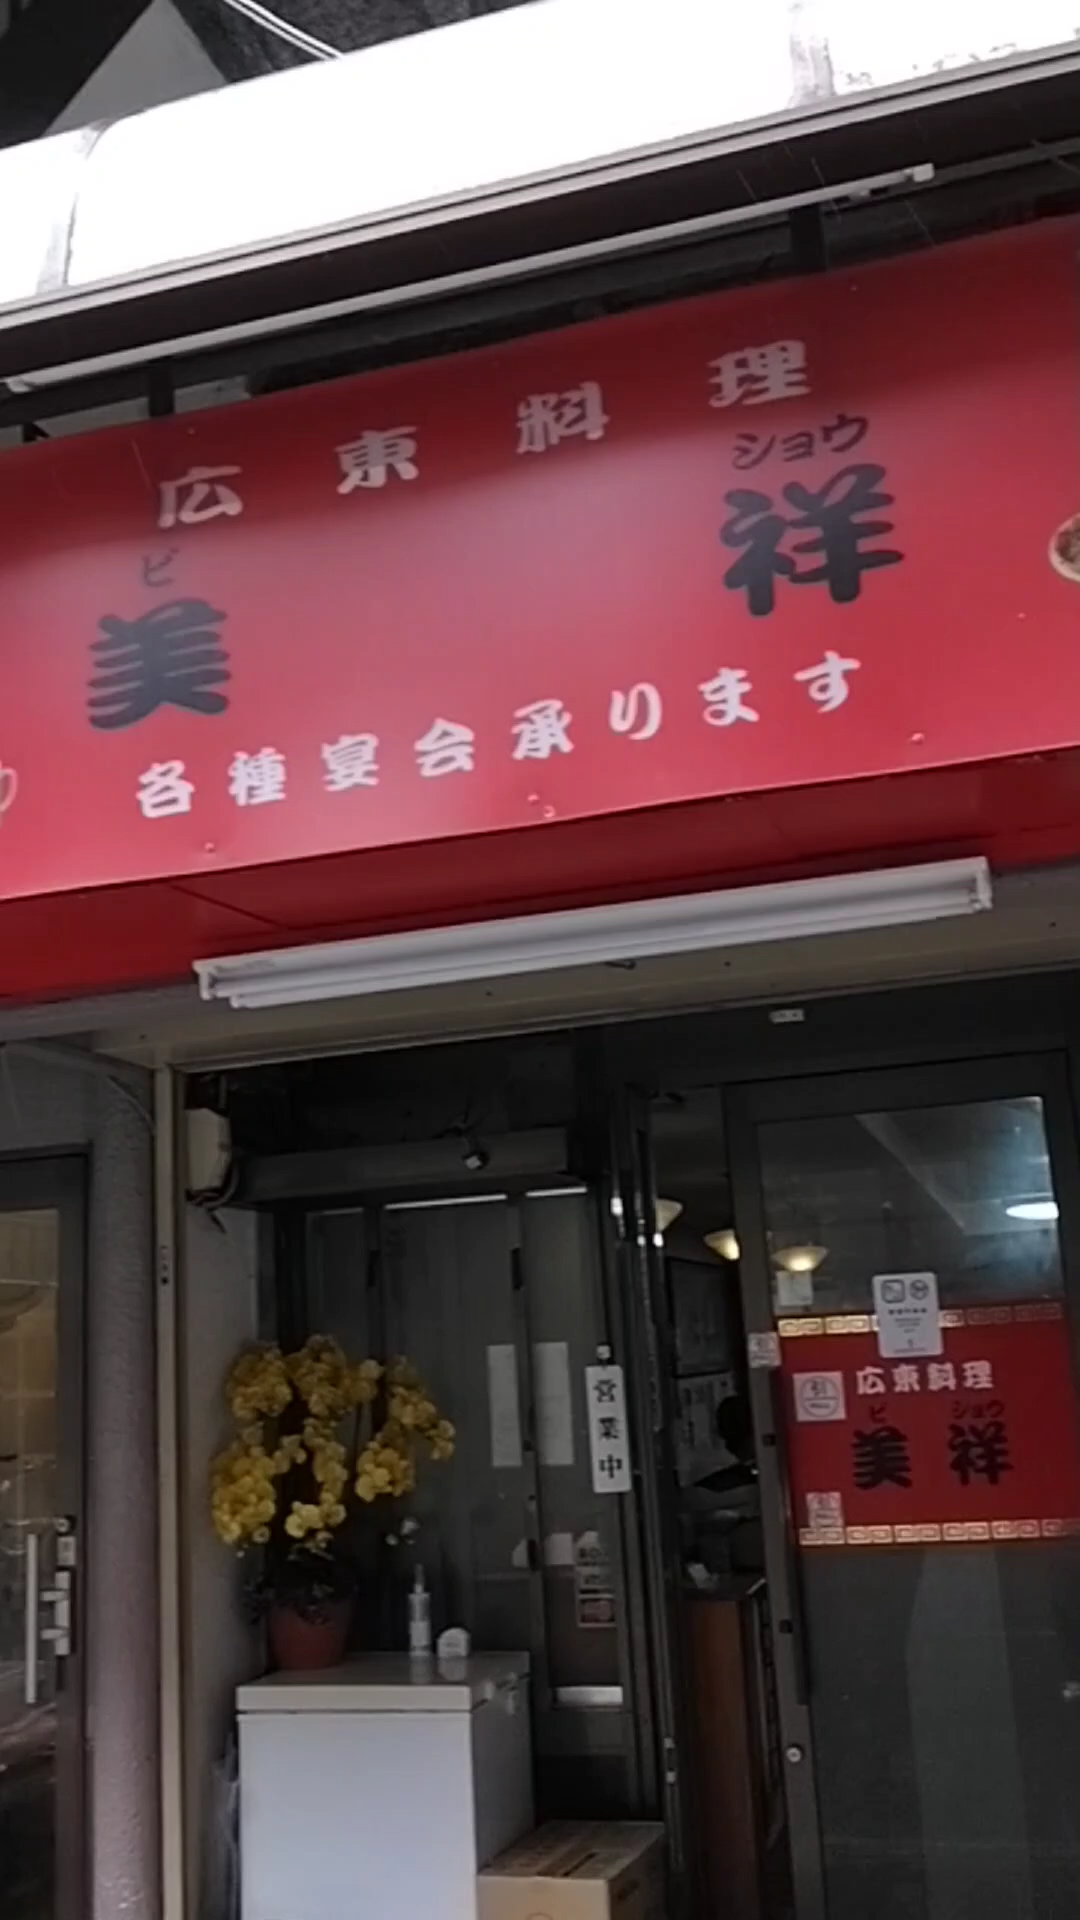 広東料理
ビ ショウ
美祥
各種宴会承ります
営業中
広東料理
ビ ショウ
美祥
引